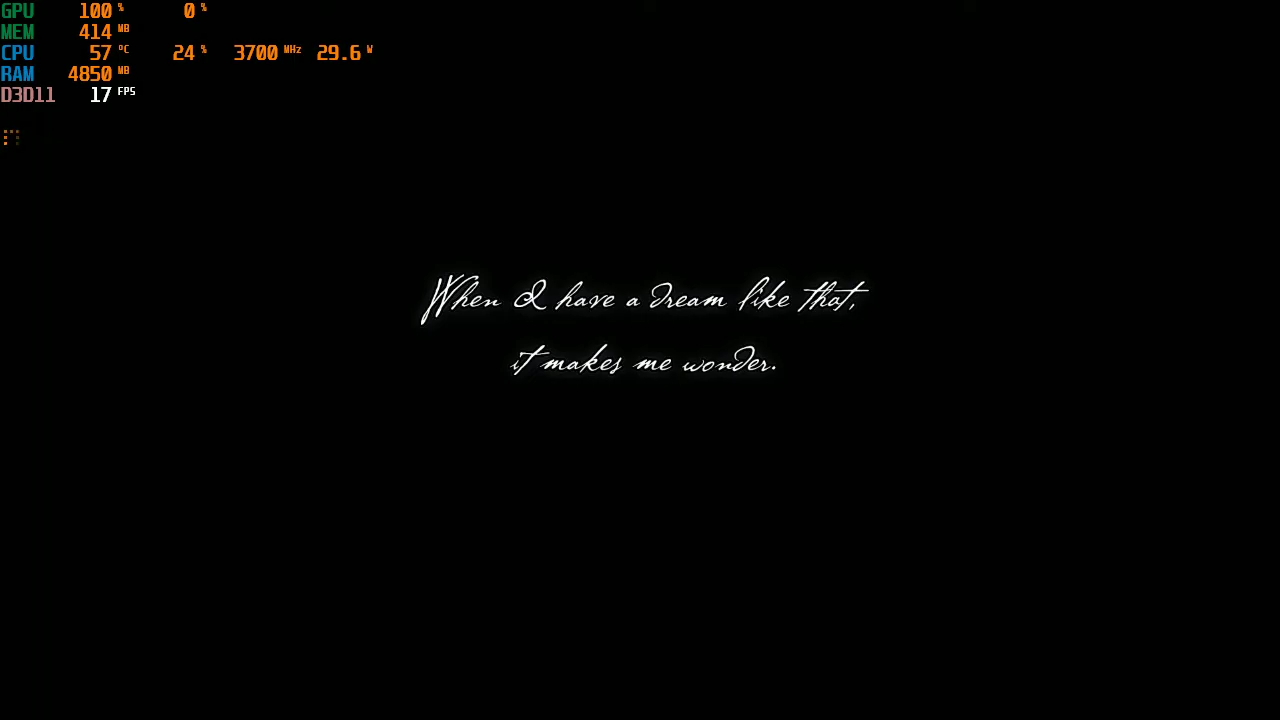 GPU 100 % 0 %
MEM 414 MB
CPU 57 °C 24 % 3700 MHz 29.6 W
RAM 4850 MB
D3D11 17 FPS
When I have a dream like that,
it makes me wonder.